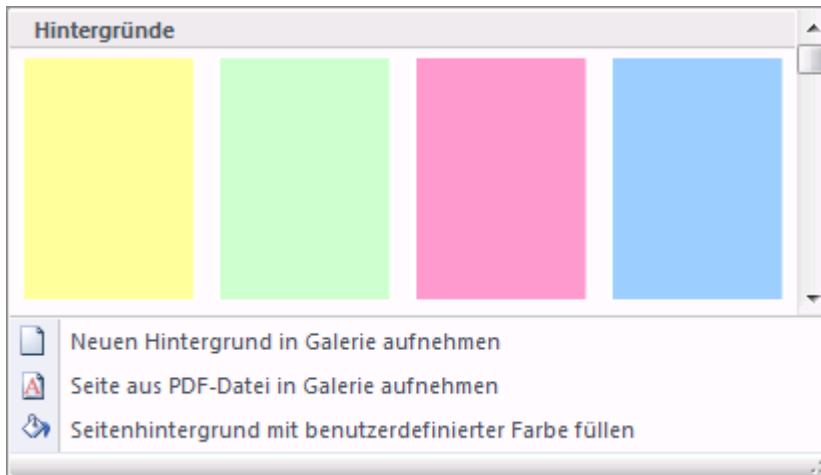 Hintergründe
Neuen Hintergrund in Galerie aufnehmen
Seite aus PDF-Datei in Galerie aufnehmen
Seitenhintergrund mit benutzerdefinierter Farbe füllen